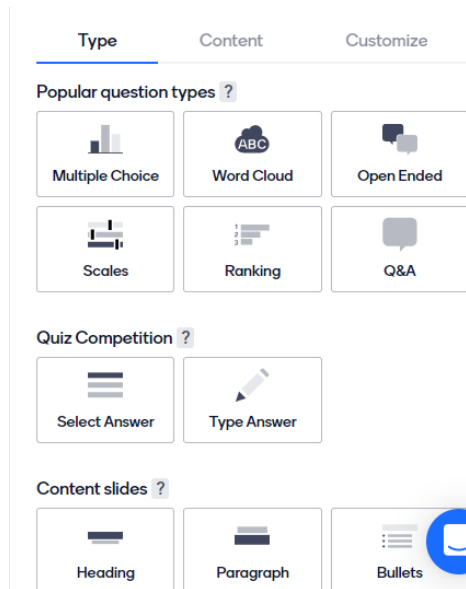 Type Content Customize
Popular question types ?
ABC
Multiple Choice Word Cloud Open Ended
1
2
3
Scales Ranking Q&A
Quiz Competition ?
Select Answer Type Answer
Content slides ?
Heading Paragraph Bullets